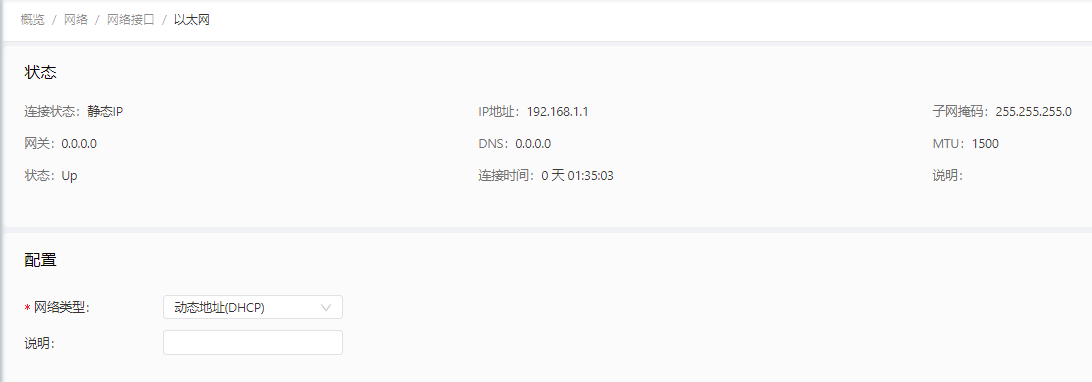 概览 / 网络 / 网络接口 / 以太网
状态
连接状态：静态IP IP地址：192.168.1.1 子网掩码：255.255.255.0
网关：0.0.0.0 DNS：0.0.0.0 MTU：1500
状态：Up 连接时间：0 天 01:35:03 说明：
配置
* 网络类型： 动态地址(DHCP)
说明：